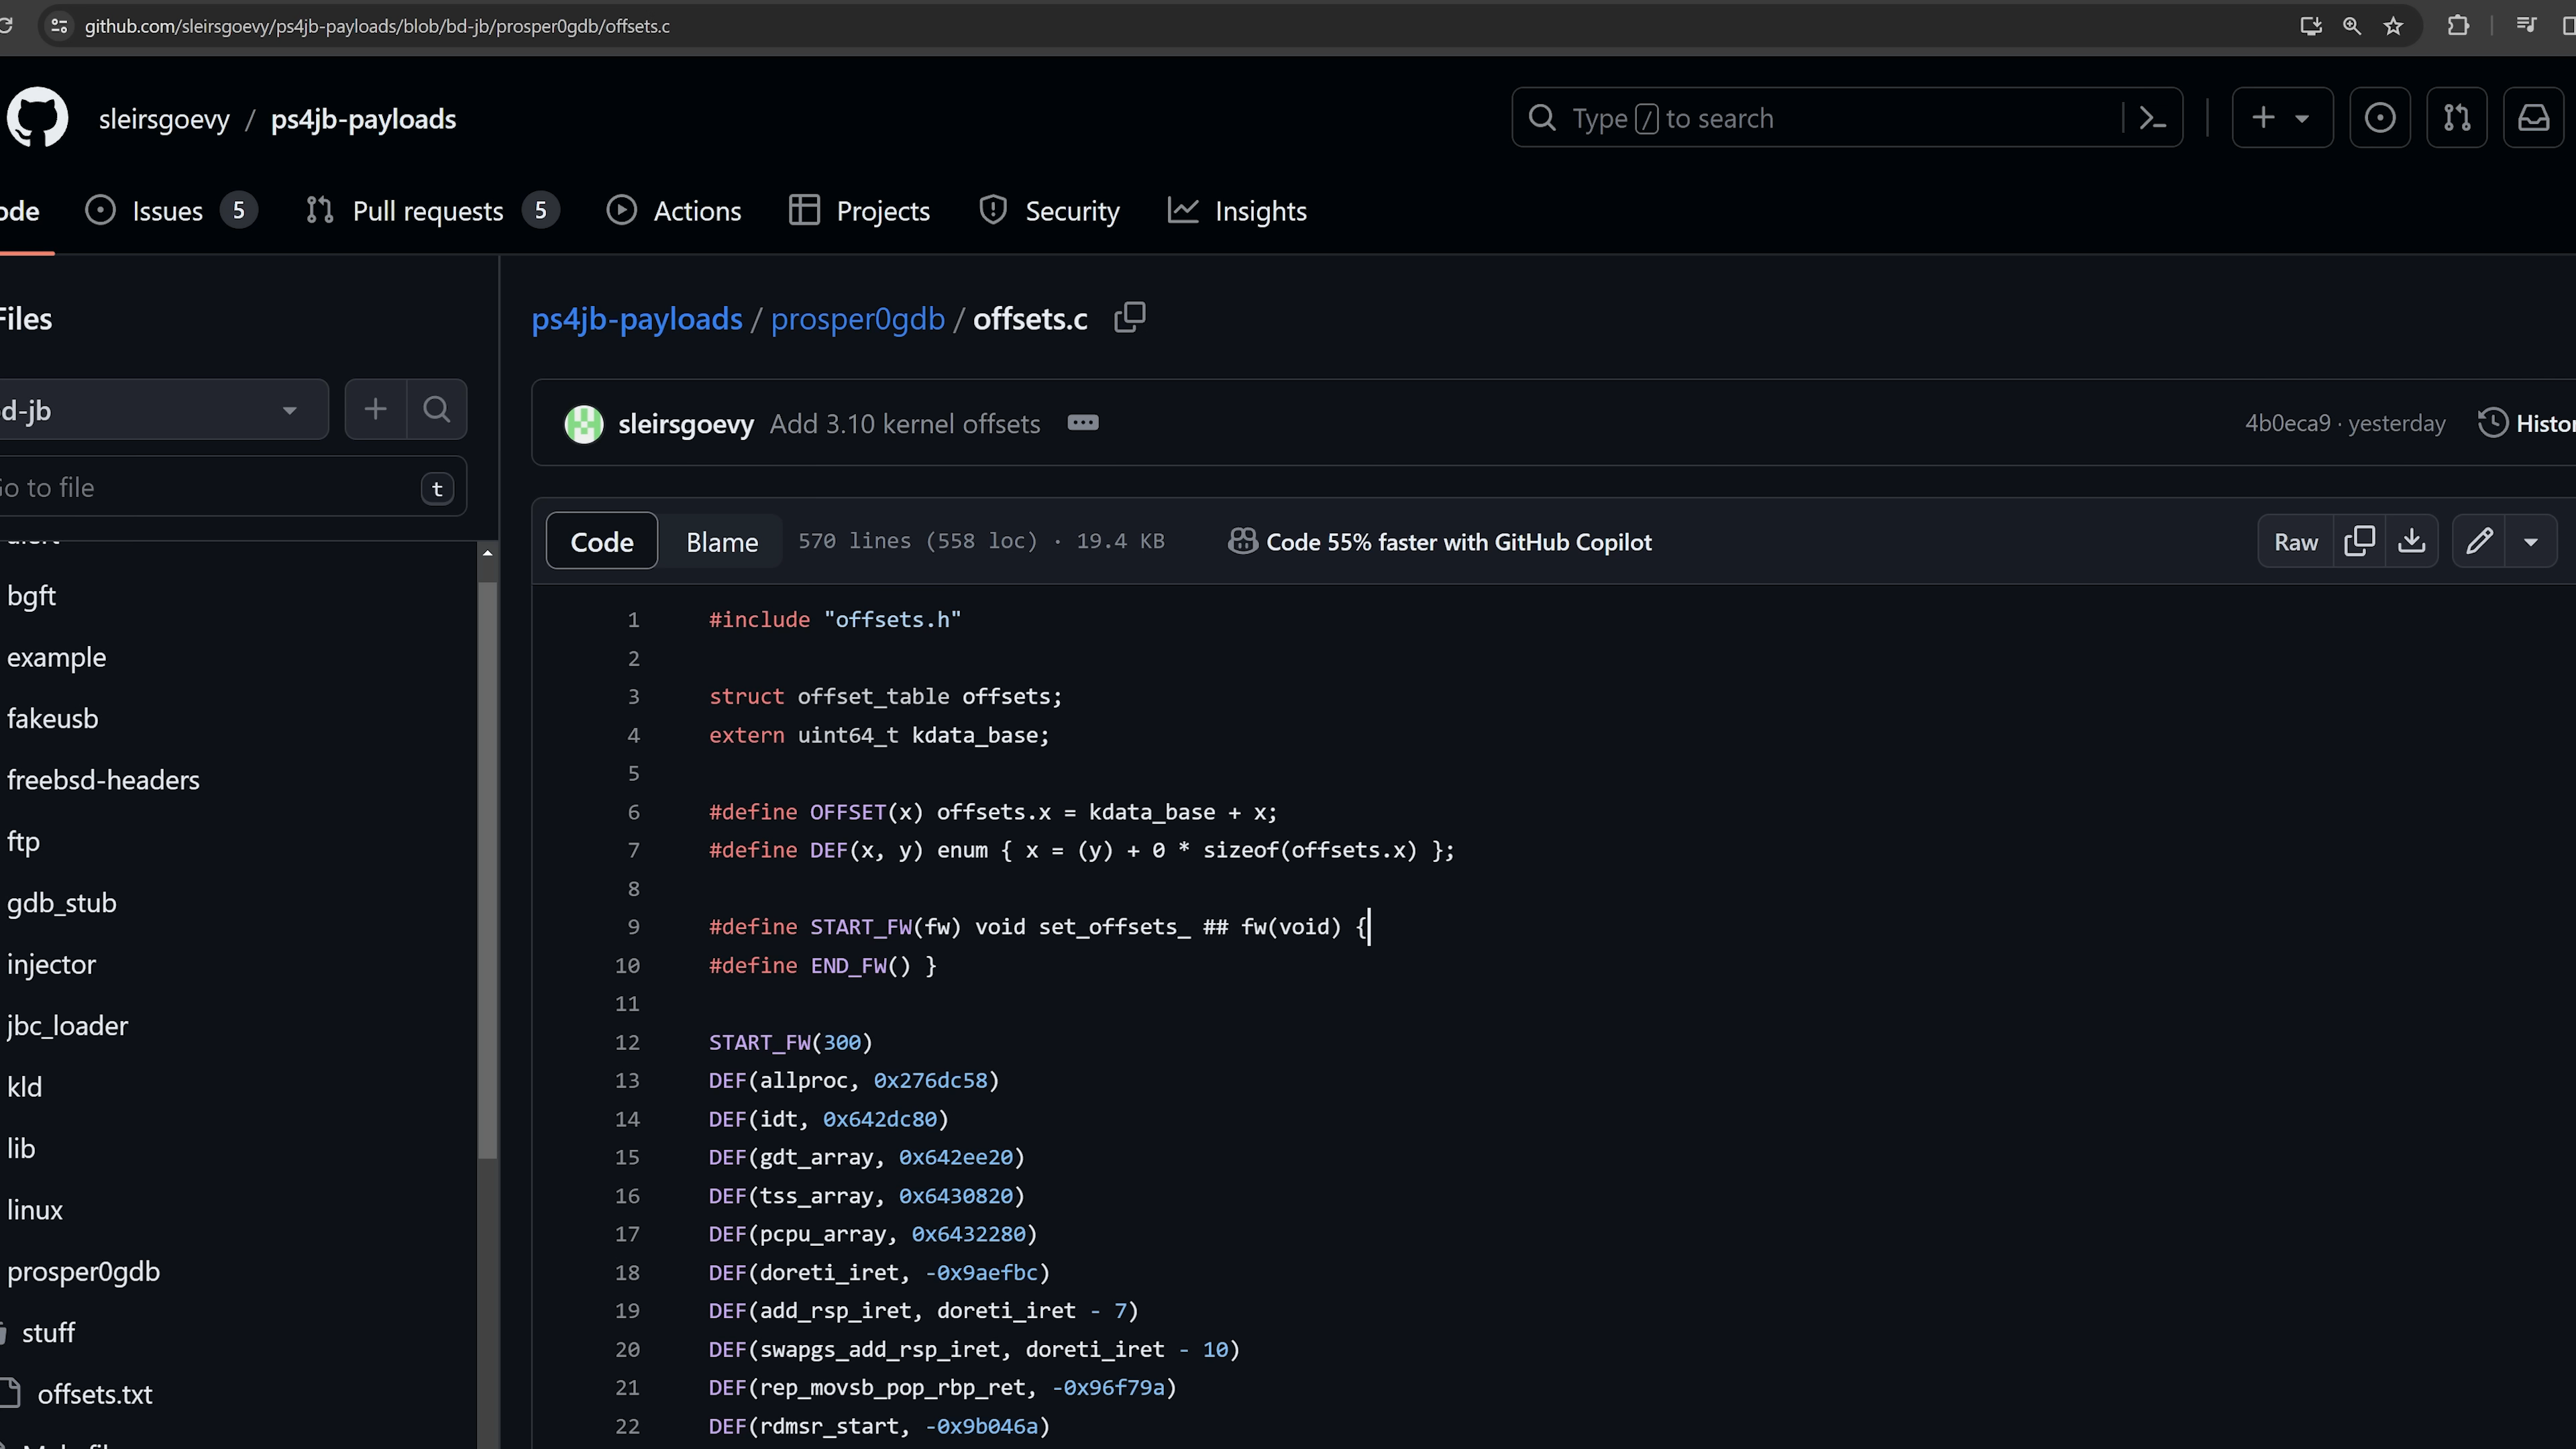 github.com/sleirsgoevy/ps4jb-payloads/blob/bd-jb/prosper0gdb/offsets.c
sleirsgoevy / ps4jb-payloads
Type / to search
ode
Issues 5
Pull requests 5
Actions
Projects
Security
Insights
Files
d-jb
Go to file
t
bgft
example
fakeusb
freebsd-headers
ftp
gdb_stub
injector
jbc_loader
kld
lib
linux
prosper0gdb
stuff
offsets.txt
ps4jb-payloads / prosper0gdb / offsets.c
sleirsgoevy Add 3.10 kernel offsets
4b0eca9 · yesterday
Histor
Code
Blame
570 lines (558 loc) · 19.4 KB
Code 55% faster with GitHub Copilot
Raw
1 #include "offsets.h"
2
3 struct offset_table offsets;
4 extern uint64_t kdata_base;
5
6 #define OFFSET(x) offsets.x = kdata_base + x;
7 #define DEF(x, y) enum { x = (y) + 0 * sizeof(offsets.x) };
8
9 #define START_FW(fw) void set_offsets_ ## fw(void) {
10 #define END_FW() }
11
12 START_FW(300)
13 DEF(allproc, 0x276dc58)
14 DEF(idt, 0x642dc80)
15 DEF(gdt_array, 0x642ee20)
16 DEF(tss_array, 0x6430820)
17 DEF(pcpu_array, 0x6432280)
18 DEF(doreti_iret, -0x9aefbc)
19 DEF(add_rsp_iret, doreti_iret - 7)
20 DEF(swapgs_add_rsp_iret, doreti_iret - 10)
21 DEF(rep_movsb_pop_rbp_ret, -0x96f79a)
22 DEF(rdmsr_start, -0x9b046a)